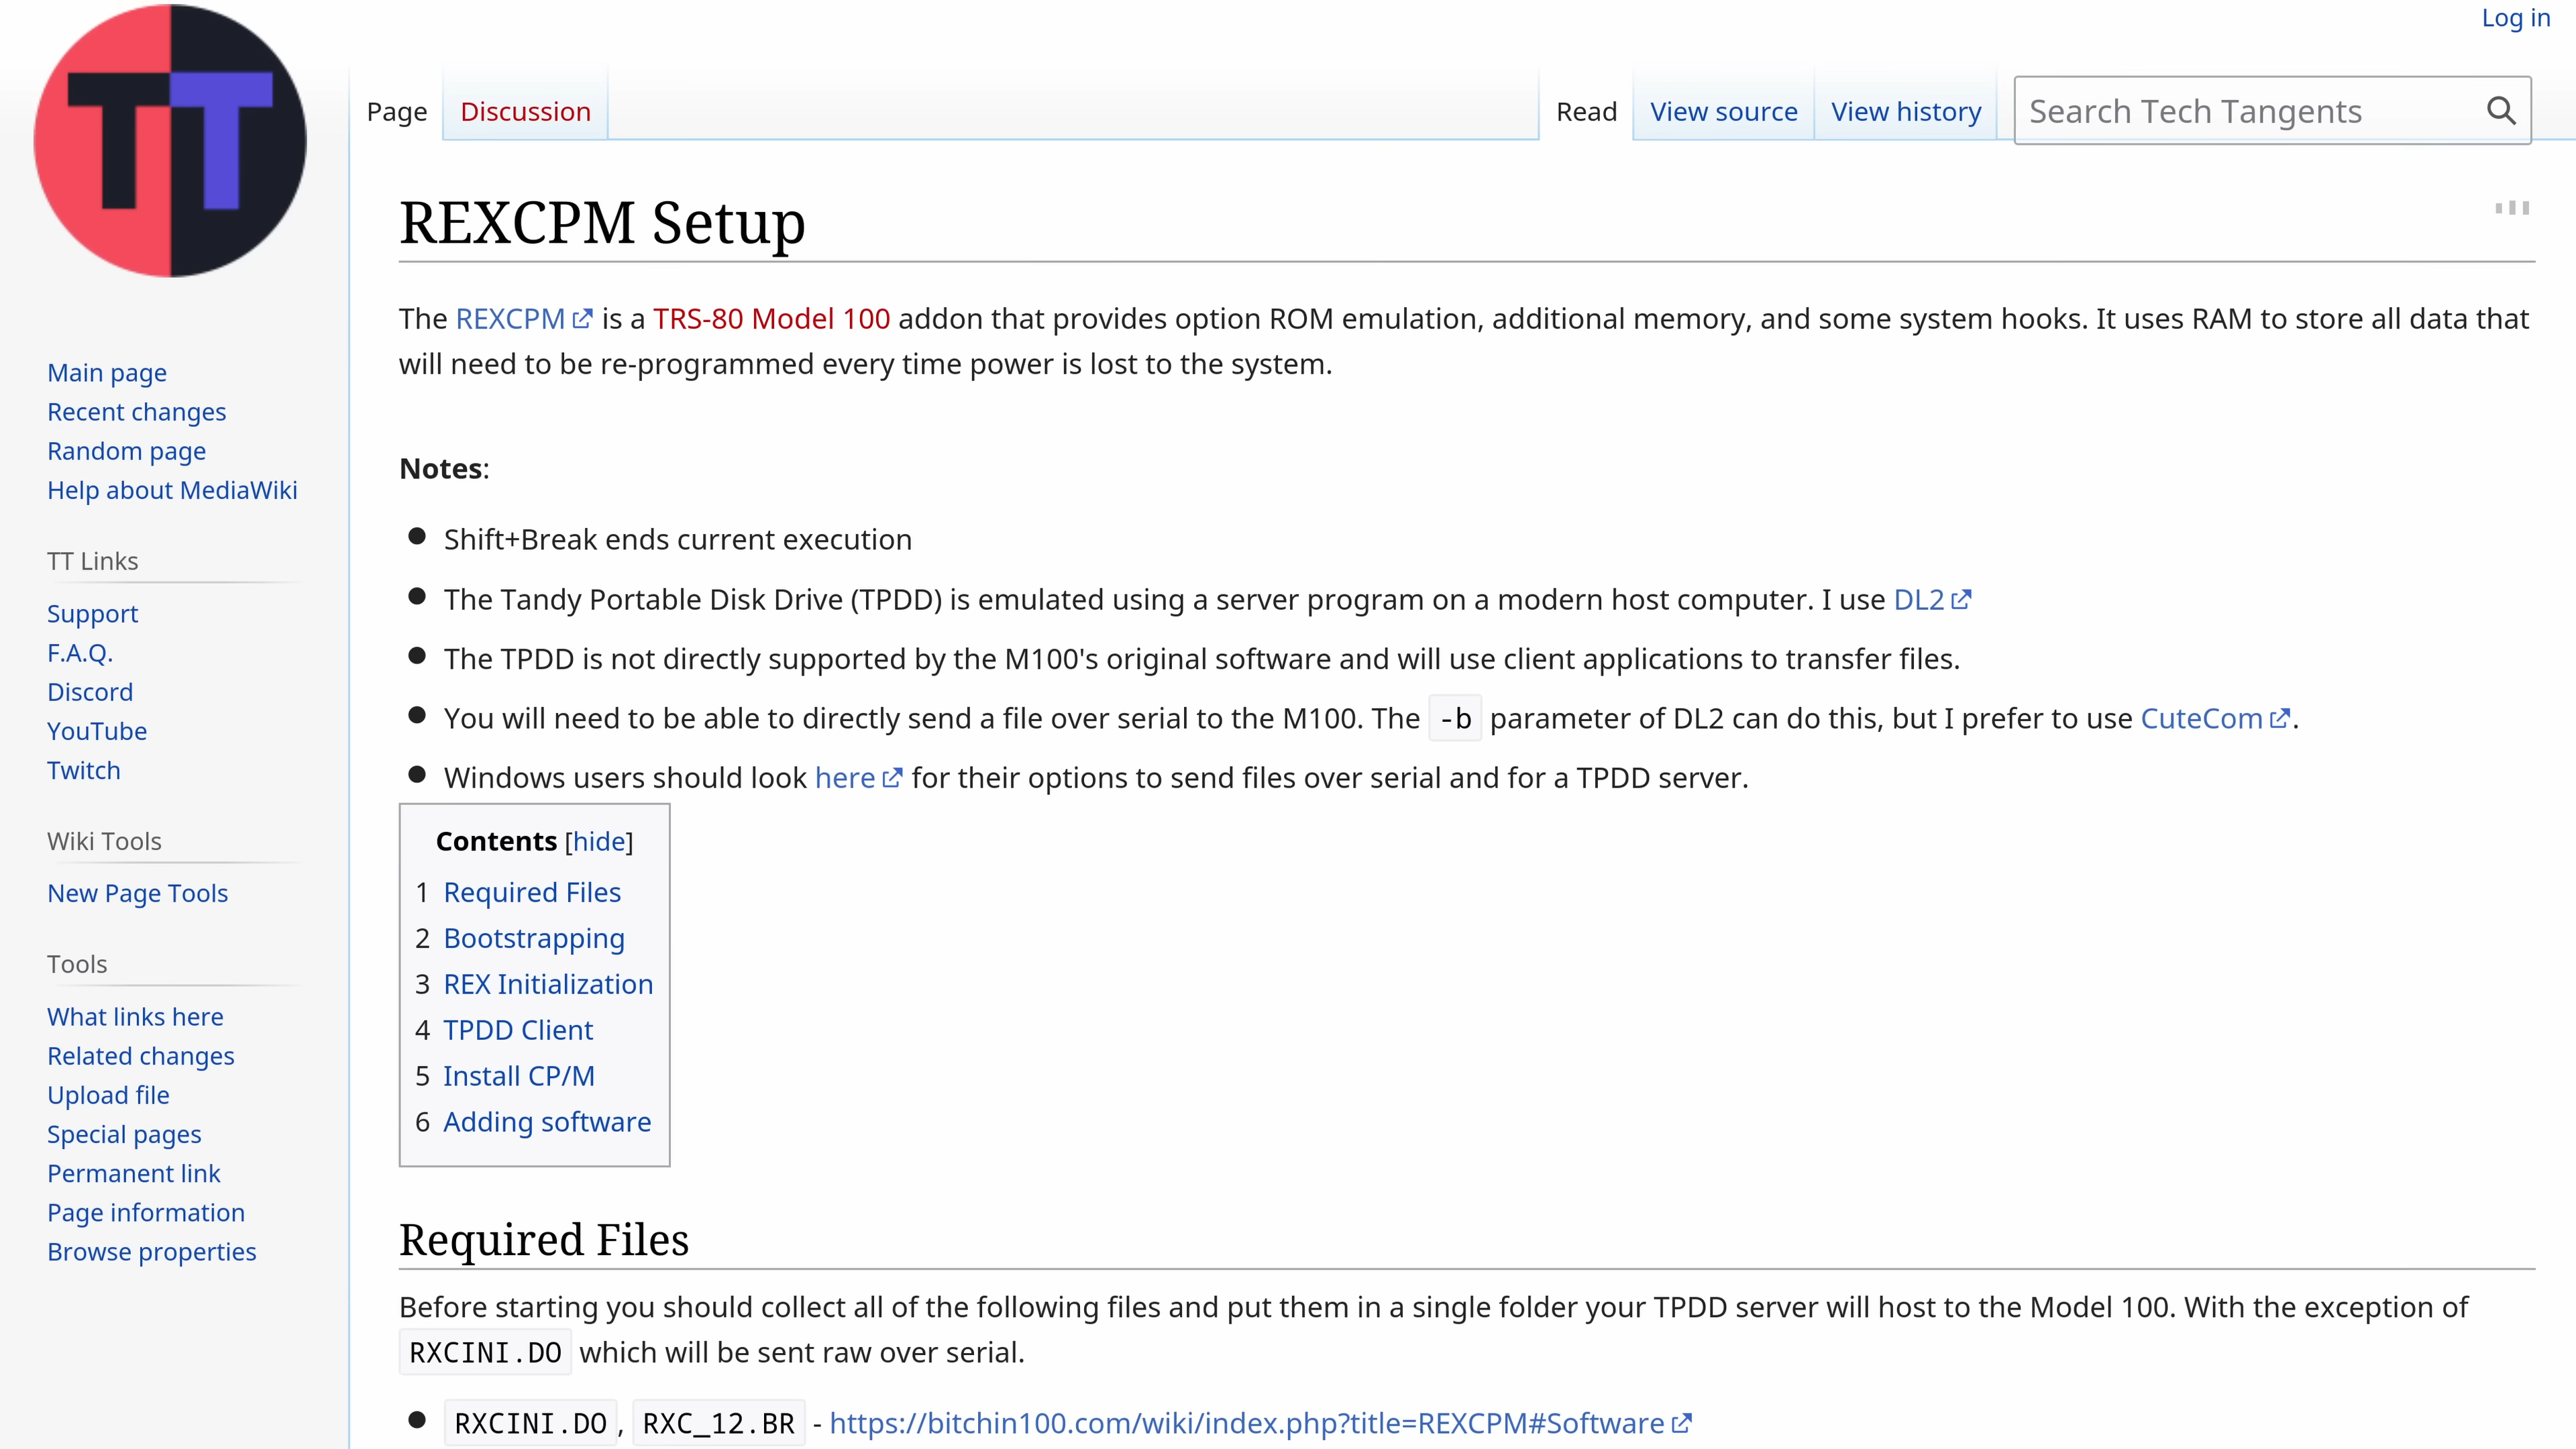 TT
Log in
Page
Discussion
Read
View source
View history
Search Tech Tangents
Main page
Recent changes
Random page
Help about MediaWiki
TT Links
Support
F.A.Q.
Discord
YouTube
Twitch
Wiki Tools
New Page Tools
Tools
What links here
Related changes
Upload file
Special pages
Permanent link
Page information
Browse properties
REXCPM Setup
The REXCPM is a TRS-80 Model 100 addon that provides option ROM emulation, additional memory, and some system hooks. It uses RAM to store all data that
will need to be re-programmed every time power is lost to the system.
Notes:
Shift+Break ends current execution
The Tandy Portable Disk Drive (TPDD) is emulated using a server program on a modern host computer. I use DL2
The TPDD is not directly supported by the M100's original software and will use client applications to transfer files.
You will need to be able to directly send a file over serial to the M100. The -b parameter of DL2 can do this, but I prefer to use CuteCom.
Windows users should look here for their options to send files over serial and for a TPDD server.
Contents [hide]
1 Required Files
2 Bootstrapping
3 REX Initialization
4 TPDD Client
5 Install CP/M
6 Adding software
Required Files
Before starting you should collect all of the following files and put them in a single folder your TPDD server will host to the Model 100. With the exception of
RXCINI.DO which will be sent raw over serial.
RXCINI.DO, RXC_12.BR - https://bitchin100.com/wiki/index.php?title=REXCPM#Software